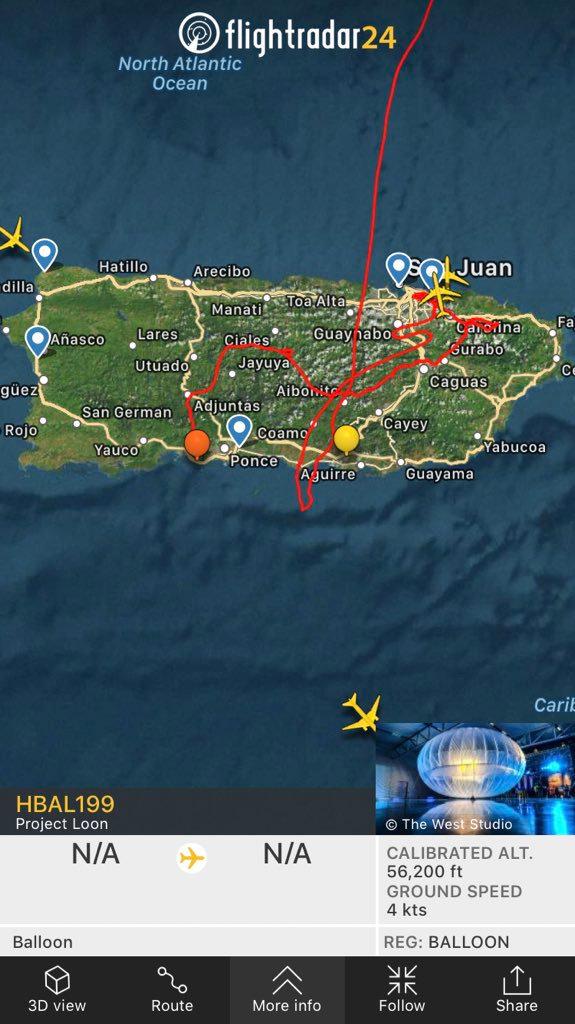 flightradar24
North Atlantic
Ocean
Juan
Hatillo
Arecibo
dilla
Manati
Toa Alta
Carolina
Fa
Añasco
Lares
Ciales
Guaynabo
Gurabo
Utuado
Jayuya
Ce
güez
Aibonito
Caguas
San German
Adjuntas
Rojo
Coamo
Cayey
Yauco
Ponce
Yabucoa
Aguirre
Guayama
Carib
HBAL199
Project Loon
© The West Studio
N/A
N/A
CALIBRATED ALT.
56,200 ft
GROUND SPEED
4 kts
Balloon
REG: BALLOON
3D view
Route
More info
Follow
Share